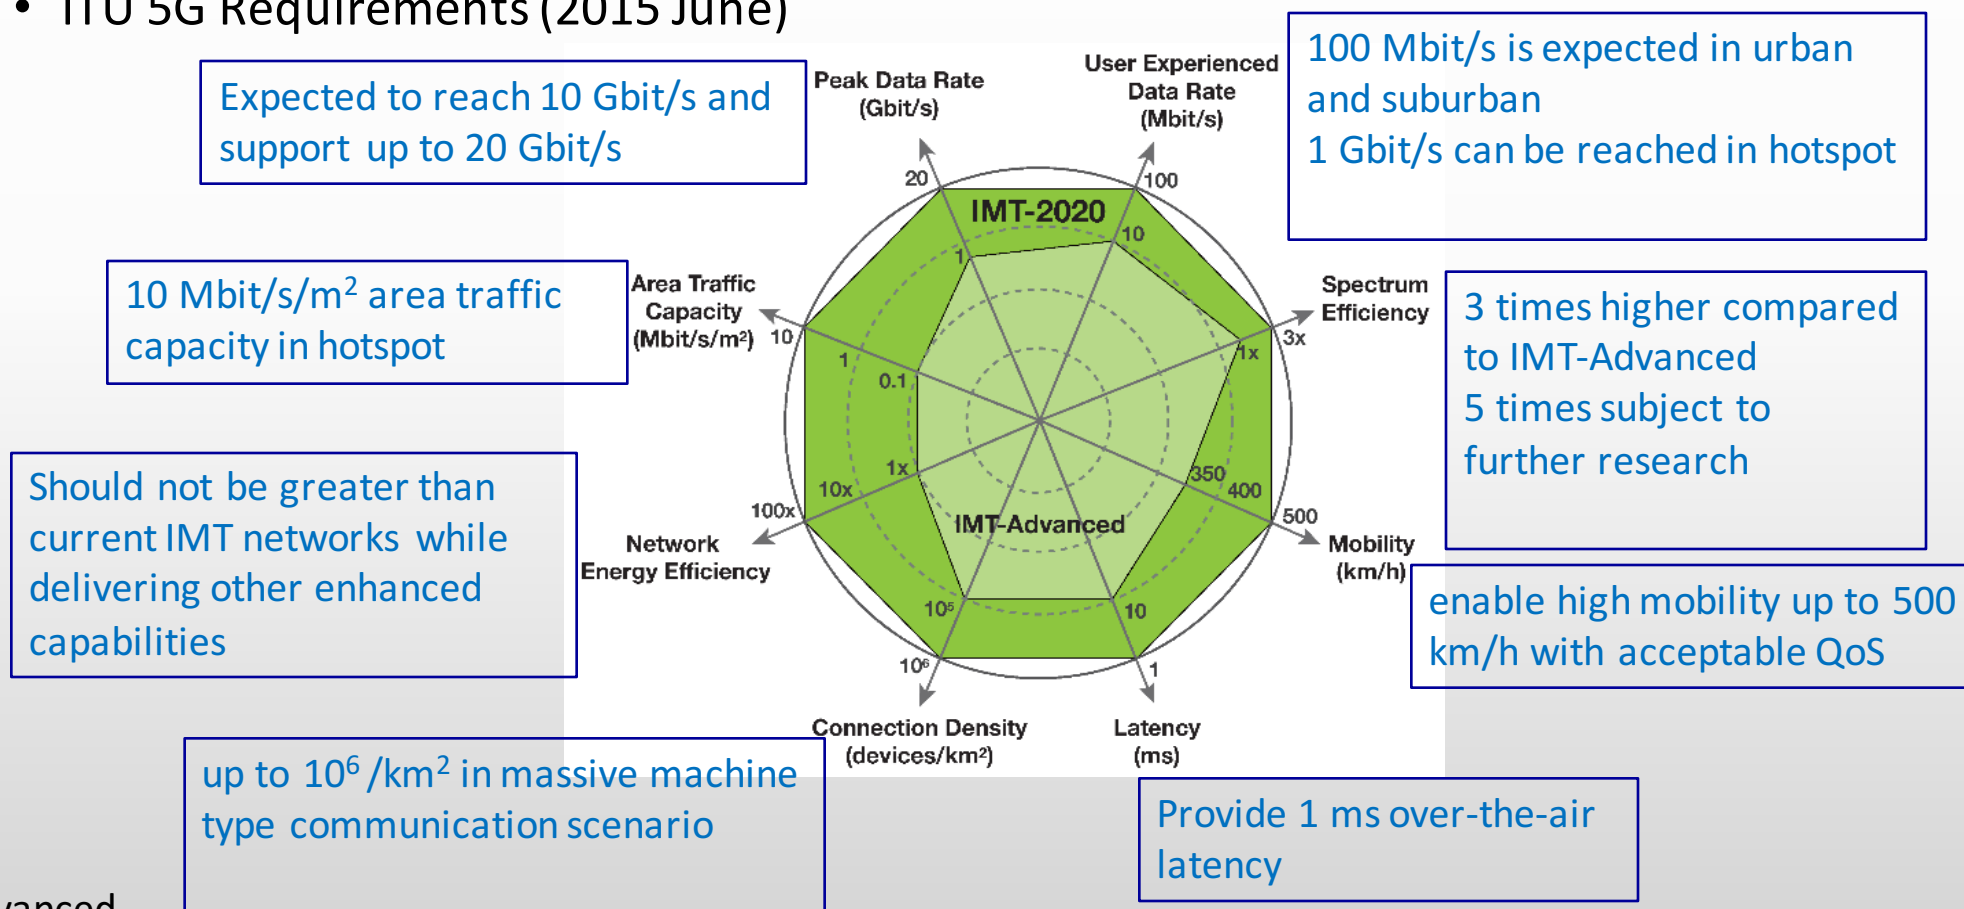 • ITU 5G Requirements (2015 June)
Expected to reach 10 Gbit/s and
support up to 20 Gbit/s
Peak Data Rate
(Gbit/s)
User Experienced
Data Rate
(Mbit/s)
100 Mbit/s is expected in urban
and suburban
1 Gbit/s can be reached in hotspot
20
100
IMT-2020
10
1
10 Mbit/s/m² area traffic
capacity in hotspot
Area Traffic
Capacity
(Mbit/s/m²)
10
1
0.1
Spectrum
Efficiency
3x
1x
3 times higher compared
to IMT-Advanced
5 times subject to
further research
Should not be greater than
current IMT networks while
delivering other enhanced
capabilities
1x
10x
100x
Network
Energy Efficiency
350
400
500
Mobility
(km/h)
IMT-Advanced
enable high mobility up to 500
km/h with acceptable QoS
10⁵
10⁶
10
1
Connection Density
(devices/km²)
Latency
(ms)
up to 10⁶ /km² in massive machine
type communication scenario
Provide 1 ms over-the-air
latency